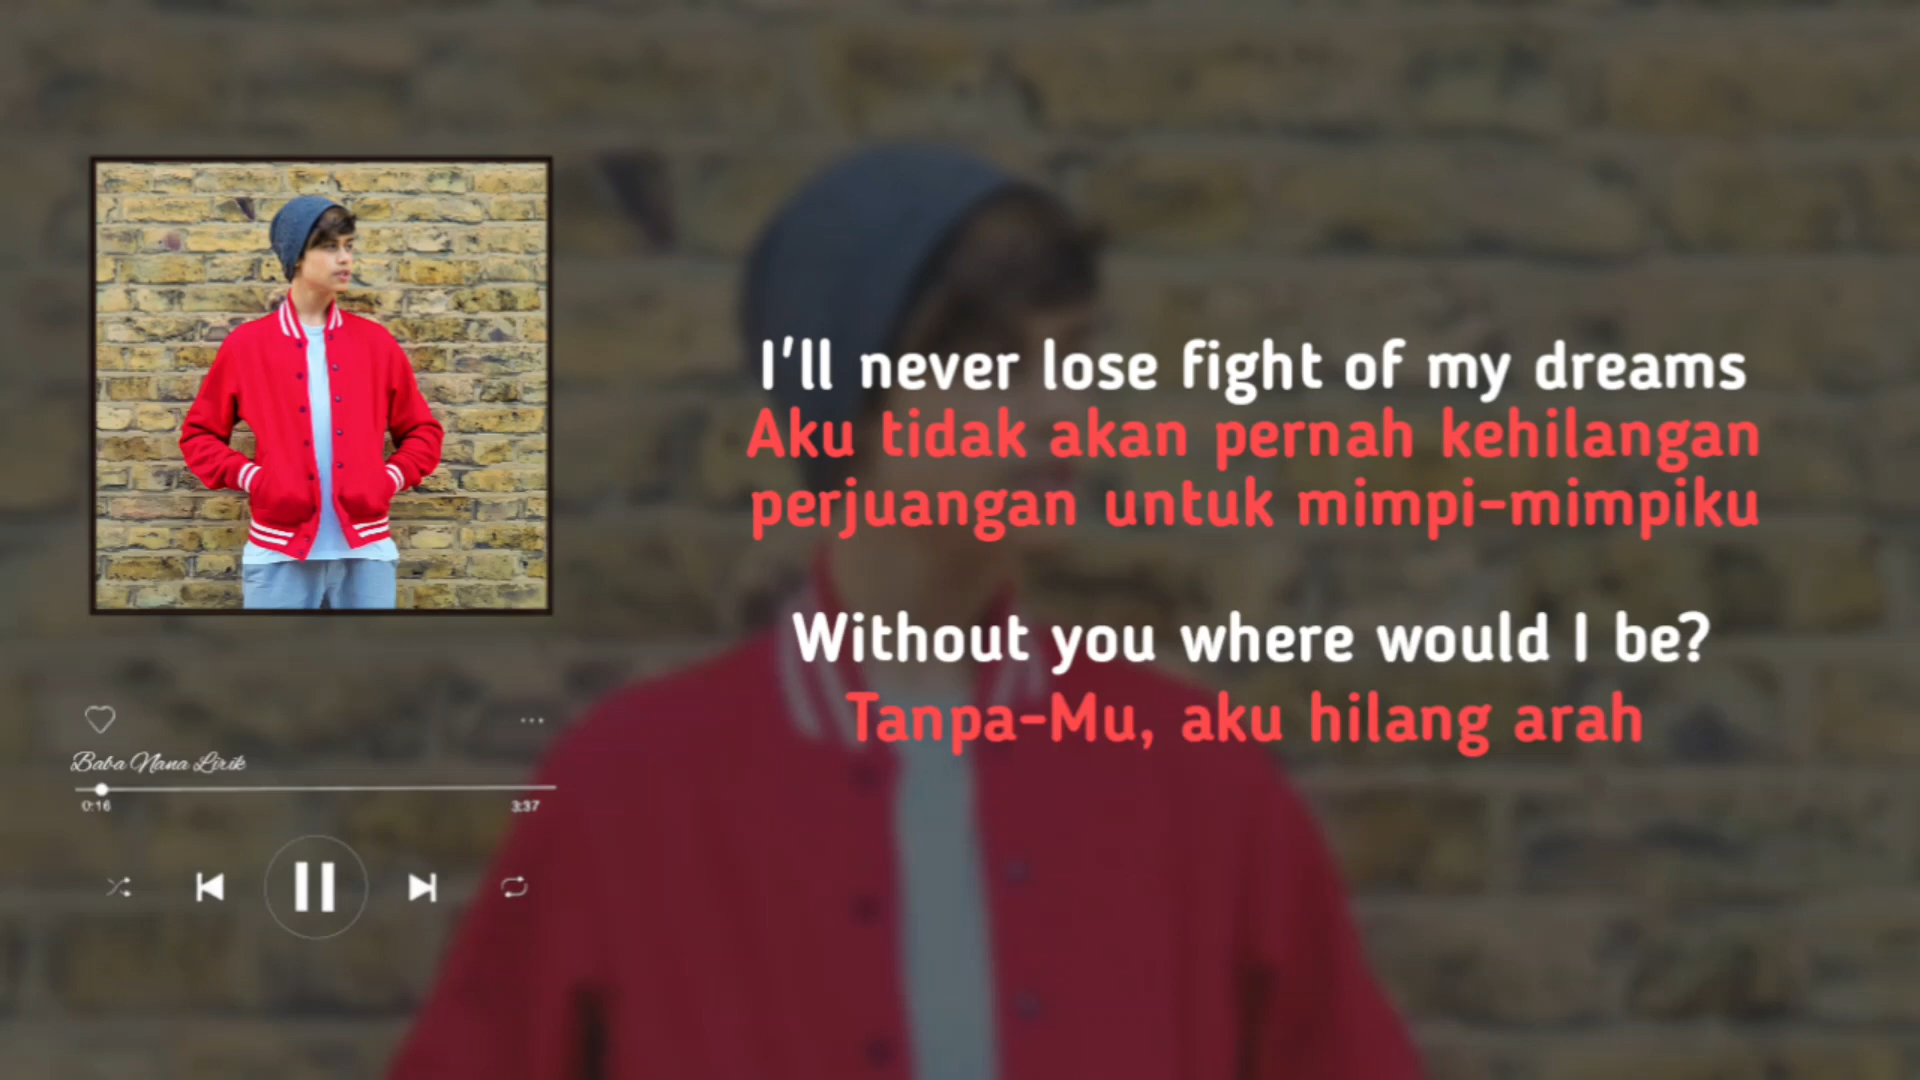 I'll never lose fight of my dreams
Aku tidak akan pernah kehilangan
perjuangan untuk mimpi-mimpiku
Without you where would I be?
Tanpa-Mu, aku hilang arah
Baba Nana Lirik
0:16 3:37